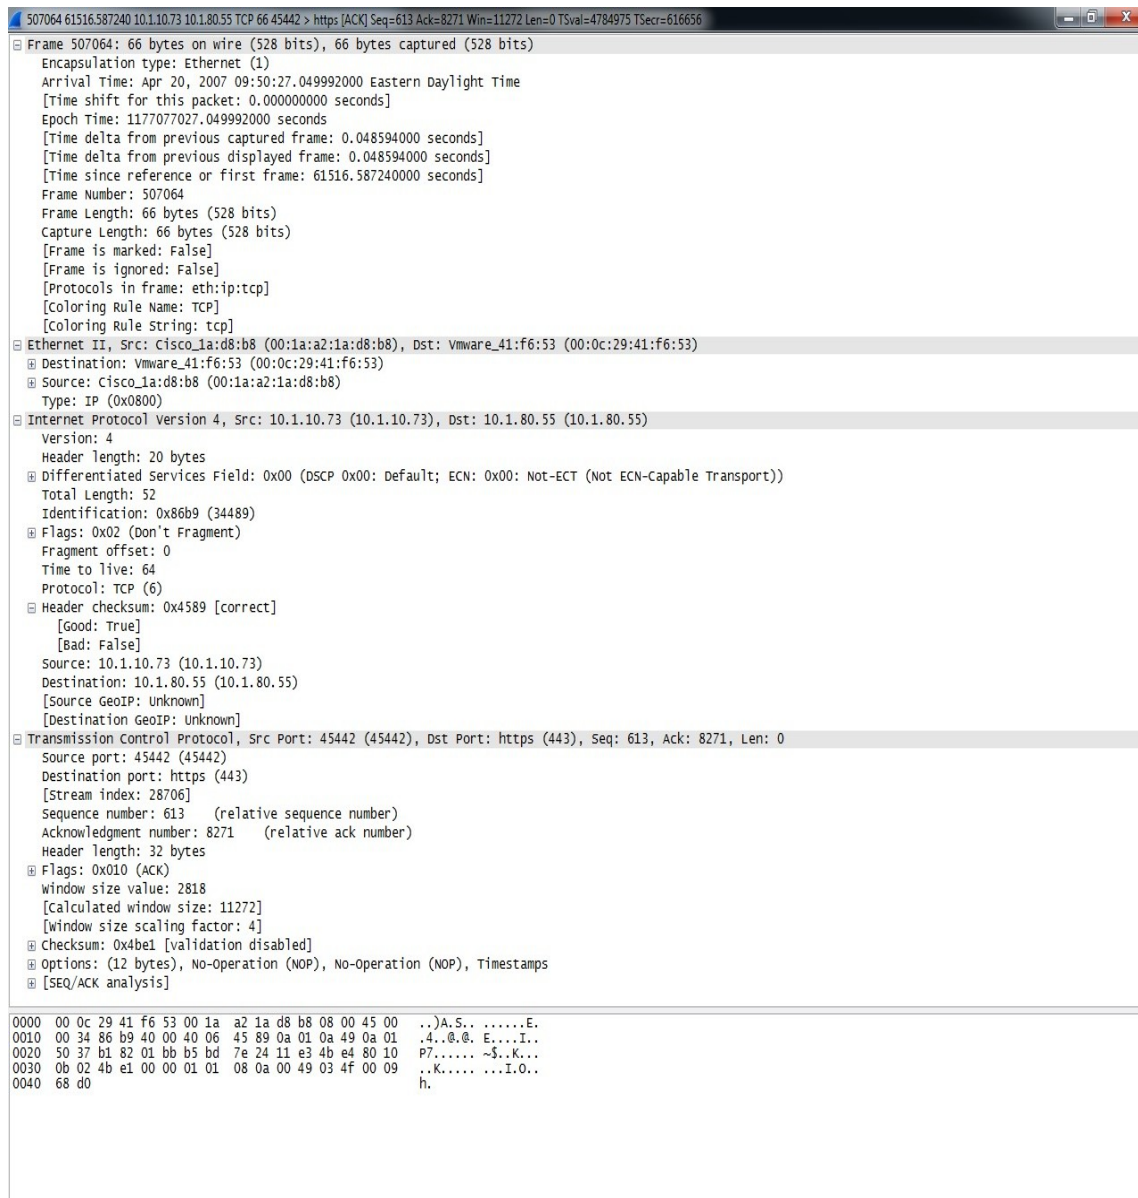 507064 61516.587240 10.1.10.73 10.1.80.55 TCP 66 45442 > https [ACK] Seq=613 Ack=8271 Win=11272 Len=0 TSval=4784975 TSecr=616656
Frame 507064: 66 bytes on wire (528 bits), 66 bytes captured (528 bits)
Encapsulation type: Ethernet (1)
Arrival Time: Apr 20, 2007 09:50:27.049992000 Eastern Daylight Time
[Time shift for this packet: 0.000000000 seconds]
Epoch Time: 1177077027.049992000 seconds
[Time delta from previous captured frame: 0.048594000 seconds]
[Time delta from previous displayed frame: 0.048594000 seconds]
[Time since reference or first frame: 61516.587240000 seconds]
Frame Number: 507064
Frame Length: 66 bytes (528 bits)
Capture Length: 66 bytes (528 bits)
[Frame is marked: False]
[Frame is ignored: False]
[Protocols in frame: eth:ip:tcp]
[Coloring Rule Name: TCP]
[Coloring Rule String: tcp]
Ethernet II, Src: Cisco_1a:d8:b8 (00:1a:a2:1a:d8:b8), Dst: Vmware_41:f6:53 (00:0c:29:41:f6:53)
Destination: Vmware_41:f6:53 (00:0c:29:41:f6:53)
Source: Cisco_1a:d8:b8 (00:1a:a2:1a:d8:b8)
Type: IP (0x0800)
Internet Protocol Version 4, Src: 10.1.10.73 (10.1.10.73), Dst: 10.1.80.55 (10.1.80.55)
Version: 4
Header length: 20 bytes
Differentiated Services Field: 0x00 (DSCP 0x00: Default; ECN: 0x00: Not-ECT (Not ECN-Capable Transport))
Total Length: 52
Identification: 0x86b9 (34489)
Flags: 0x02 (Don't Fragment)
Fragment offset: 0
Time to live: 64
Protocol: TCP (6)
Header checksum: 0x4589 [correct]
[Good: True]
[Bad: False]
Source: 10.1.10.73 (10.1.10.73)
Destination: 10.1.80.55 (10.1.80.55)
[Source GeoIP: Unknown]
[Destination GeoIP: Unknown]
Transmission Control Protocol, Src Port: 45442 (45442), Dst Port: https (443), Seq: 613, Ack: 8271, Len: 0
Source port: 45442 (45442)
Destination port: https (443)
[Stream index: 28706]
Sequence number: 613    (relative sequence number)
Acknowledgment number: 8271    (relative ack number)
Header length: 32 bytes
Flags: 0x010 (ACK)
Window size value: 2818
[Calculated window size: 11272]
[Window size scaling factor: 4]
Checksum: 0x4be1 [validation disabled]
Options: (12 bytes), No-Operation (NOP), No-Operation (NOP), Timestamps
[SEQ/ACK analysis]
0000  00 0c 29 41 f6 53 00 1a  a2 1a d8 b8 08 00 45 00   ..)A.S.. ......E.
0010  00 34 86 b9 40 00 40 06  45 89 0a 01 0a 49 0a 01   .4..@.@. E....I..
0020  50 37 b1 82 01 bb b5 bd  7e 24 11 e3 4b e4 80 10   P7...... ~$..K...
0030  0b 02 4b e1 00 00 01 01  08 0a 00 49 03 4f 00 09   ..K..... ...I.O..
0040  68 d0   h.